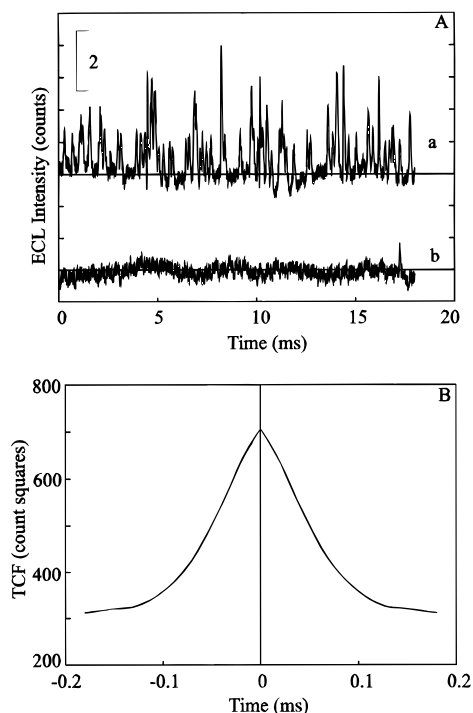 A
2
a
b
ECL Intensity (counts)
0
5
10
15
20
Time (ms)
B
800
600
400
200
TCF (count squares)
-0.2
-0.1
0
0.1
0.2
Time (ms)